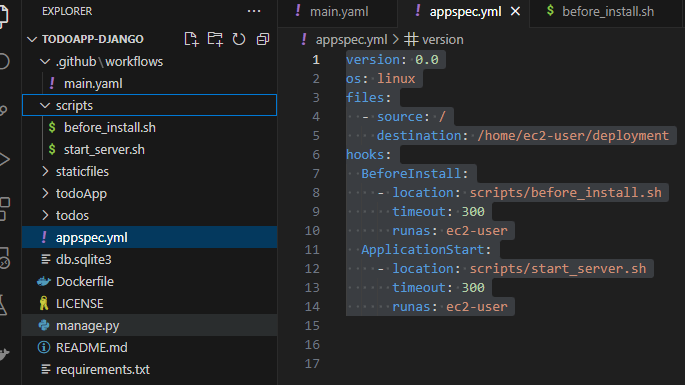 EXPLORER
TODOAPP-DJANGO
.github\workflows
! main.yaml
scripts
$ before_install.sh
$ start_server.sh
staticfiles
todoApp
todos
! appspec.yml
db.sqlite3
Dockerfile
LICENSE
manage.py
README.md
requirements.txt
! main.yaml
! appspec.yml
$ before_install.sh
! appspec.yml > version
1 version: 0.0
2 os: linux
3 files:
4   - source: /
5     destination: /home/ec2-user/deployment
6 hooks:
7   BeforeInstall:
8     - location: scripts/before_install.sh
9       timeout: 300
10       runas: ec2-user
11   ApplicationStart:
12     - location: scripts/start_server.sh
13       timeout: 300
14       runas: ec2-user
15
16
17